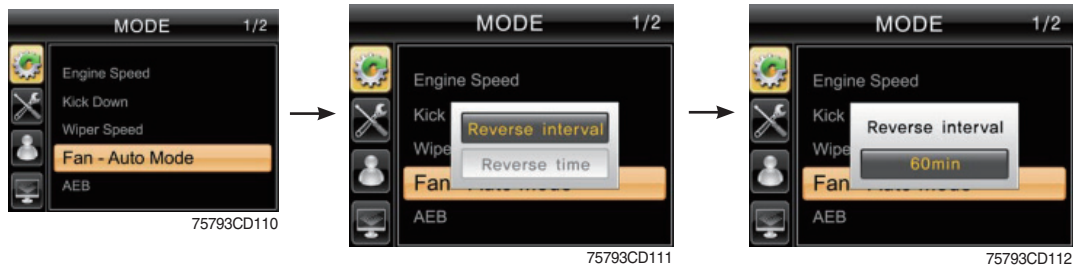 MODE 1/2
Engine Speed
Kick Down
Wiper Speed
Fan - Auto Mode
AEB
75793CD110
MODE 1/2
Engine Speed
Kick
Reverse interval
Wipe
Reverse time
Fan - Auto Mode
AEB
75793CD111
MODE 1/2
Engine Speed
Kick
Reverse interval
Wipe
60min
Fan
AEB
75793CD112